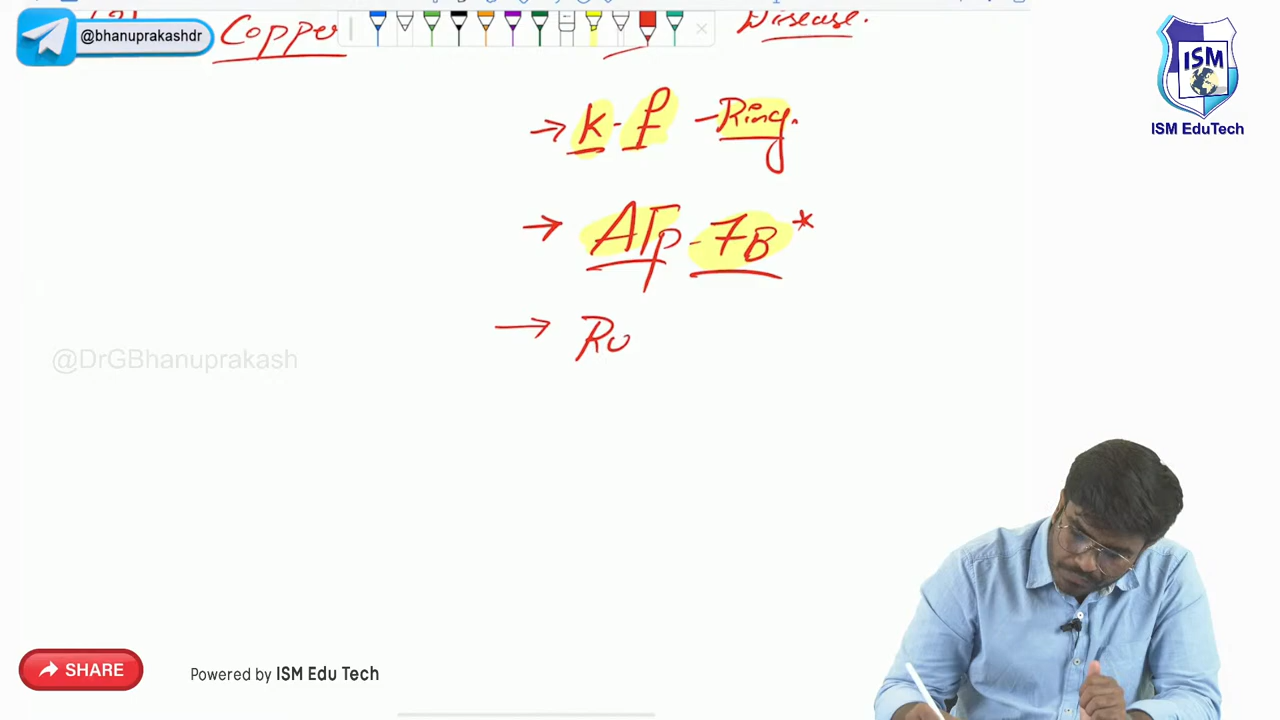 @bhanuprakashdr
Copper
Disease.
ISM
ISM EduTech
→ K-F-Ring.
→ ATP-7B*
@DrGBhanuprakash
→ Ro
SHARE
Powered by ISM Edu Tech